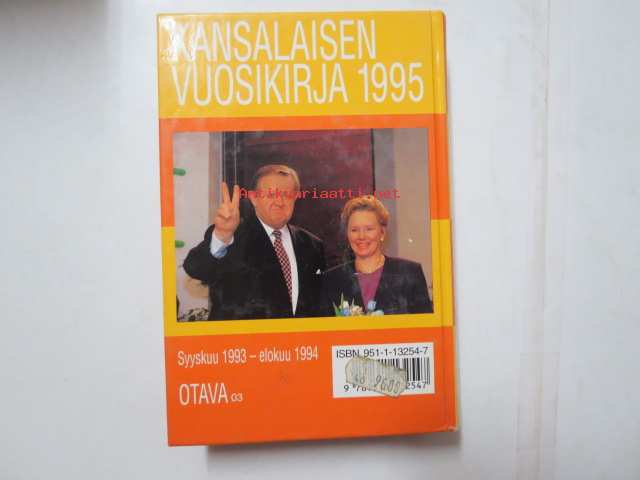 KANSALAISEN
VUOSIKIRJA 1995
Antikvariaatti.net
Syyskuu 1993 – elokuu 1994
ISBN 951-1-13254-7
OTAVA 03